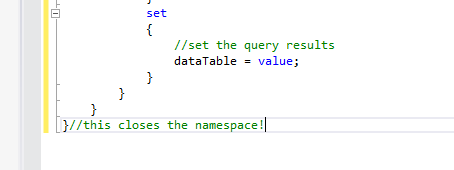 }
set
{
//set the query results
dataTable = value;
}
}
}
}//this closes the namespace!